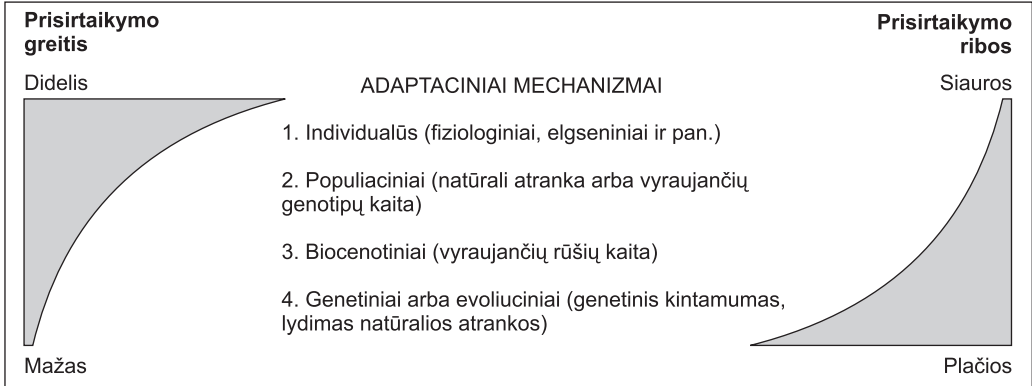 Prisirtaikymo
greitis
Prisirtaikymo
ribos
Didelis
ADAPTACINIAI MECHANIZMAI
Siauros
1. Individualūs (fiziologiniai, elgseniniai ir pan.)
2. Populiaciniai (natūrali atranka arba vyraujančių
genotipų kaita)
3. Biocenotiniai (vyraujančių rūšių kaita)
4. Genetiniai arba evoliuciniai (genetinis kintamumas,
lydimas natūralios atrankos)
Mažas
Plačios